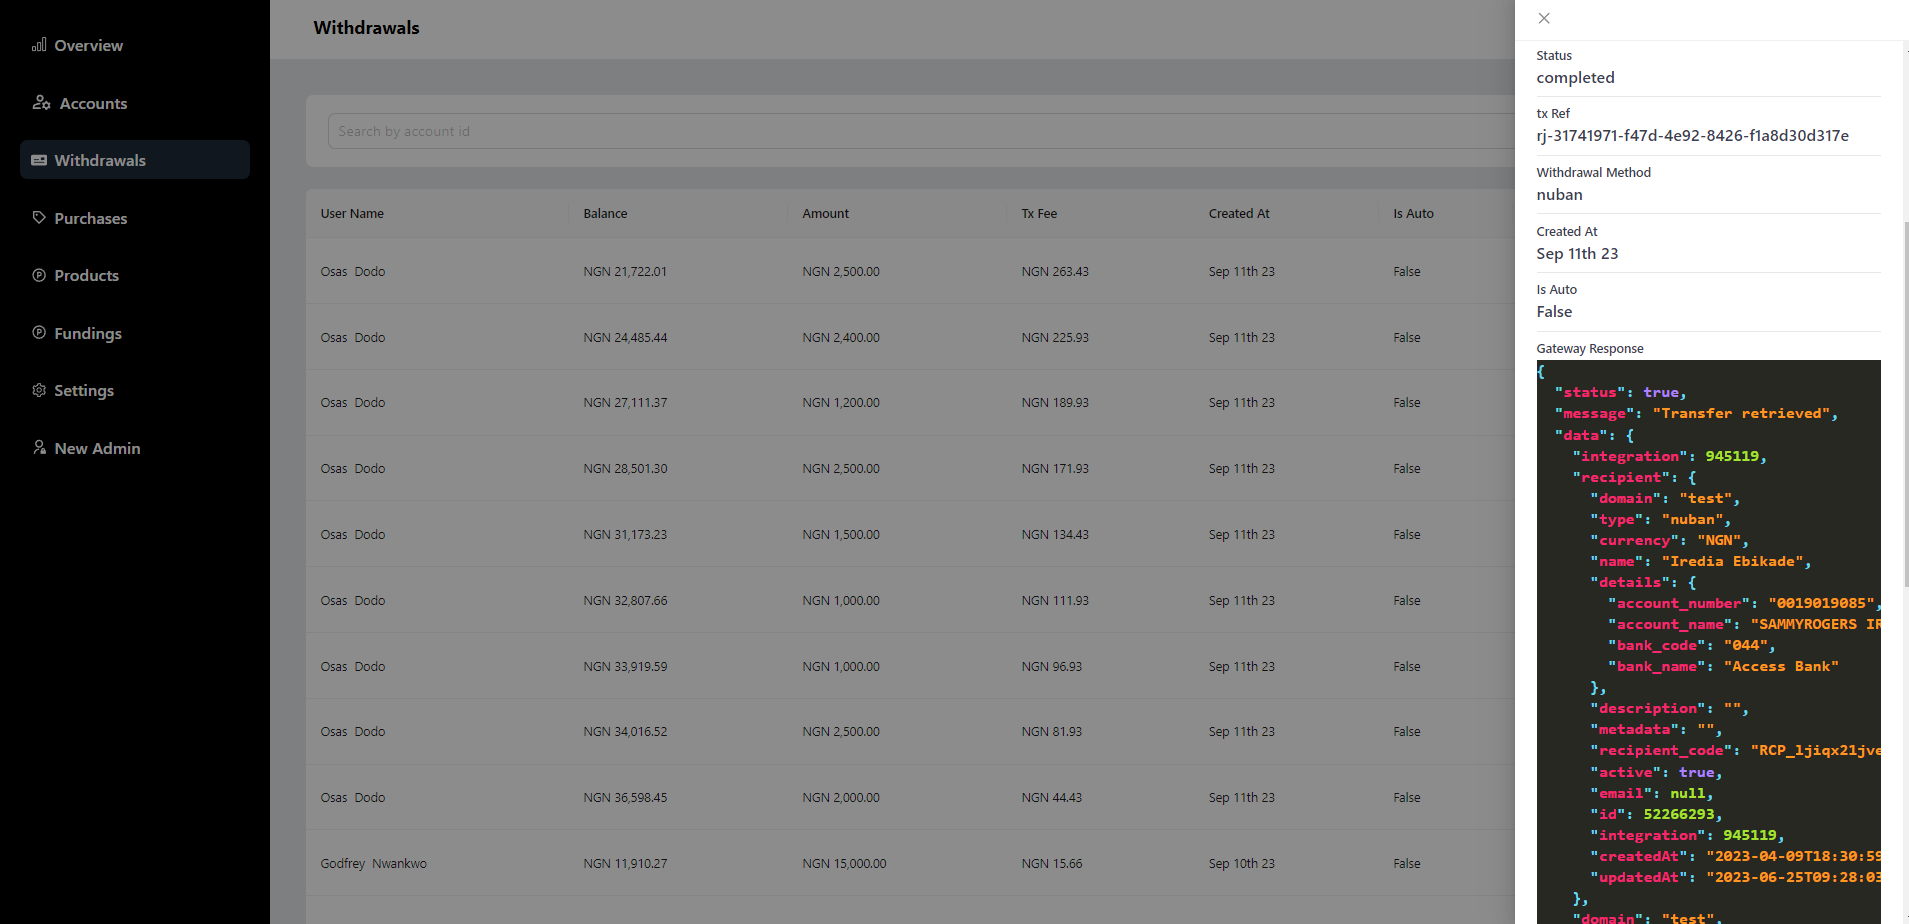 Overview
Accounts
Withdrawals
Purchases
Products
Fundings
Settings
New Admin
Withdrawals
Search by account id
User Name Balance Amount Tx Fee Created At Is Auto
Osas Dodo NGN 21,722.01 NGN 2,500.00 NGN 263.43 Sep 11th 23 False
Osas Dodo NGN 24,485.44 NGN 2,400.00 NGN 225.93 Sep 11th 23 False
Osas Dodo NGN 27,111.37 NGN 1,200.00 NGN 189.93 Sep 11th 23 False
Osas Dodo NGN 28,501.30 NGN 2,500.00 NGN 171.93 Sep 11th 23 False
Osas Dodo NGN 31,173.23 NGN 1,500.00 NGN 134.43 Sep 11th 23 False
Osas Dodo NGN 32,807.66 NGN 1,000.00 NGN 111.93 Sep 11th 23 False
Osas Dodo NGN 33,919.59 NGN 1,000.00 NGN 96.93 Sep 11th 23 False
Osas Dodo NGN 34,016.52 NGN 2,500.00 NGN 81.93 Sep 11th 23 False
Osas Dodo NGN 36,598.45 NGN 2,000.00 NGN 44.43 Sep 11th 23 False
Godfrey Nwankwo NGN 11,910.27 NGN 15,000.00 NGN 15.66 Sep 10th 23 False
Status
completed
tx Ref
rj-31741971-f47d-4e92-8426-f1a8d30d317e
Withdrawal Method
nuban
Created At
Sep 11th 23
Is Auto
False
Gateway Response
{
"status": true,
"message": "Transfer retrieved",
"data": {
"integration": 945119,
"recipient": {
"domain": "test",
"type": "nuban",
"currency": "NGN",
"name": "Iredia Ebikade",
"details": {
"account_number": "0019019085",
"account_name": "SAMMYROGERS IR
"bank_code": "044",
"bank_name": "Access Bank"
},
"description": "",
"metadata": "",
"recipient_code": "RCP_1jiqx21jve
"active": true,
"email": null,
"id": 52266293,
"integration": 945119,
"createdAt": "2023-04-09T18:30:59
"updatedAt": "2023-06-25T09:28:03
},
"domain": "test",